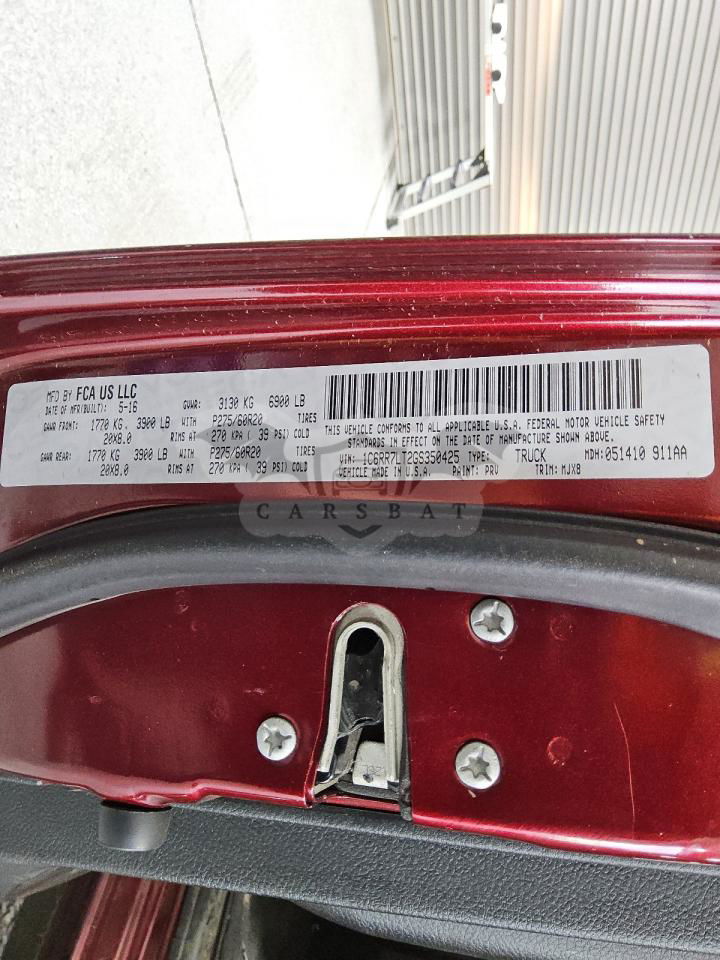 MFD BY FCA US LLC
DATE OF MFR(BUILT): 5-16 GVWR: 3130 KG 6900 LB
GAWR FRONT: 1770 KG. 3900 LB WITH P275/60R20 TIRES
20X8.0 RIMS AT 270 KPA ( 39 PSI) COLD
GAWR REAR: 1770 KG 3900 LB WITH P275/60R20 TIRES
20X8.0 RIMS AT 270 KPA ( 39 PSI) COLD
THIS VEHICLE CONFORMS TO ALL APPLICABLE U.S.A. FEDERAL MOTOR VEHICLE SAFETY
STANDARDS IN EFFECT ON THE DATE OF MANUFACTURE SHOWN ABOVE.
VIN: 1C6RR7LT2GS350425 TYPE: TRUCK MDH: 051410 911AA
VEHICLE MADE IN U.S.A. PAINT: PRV TRIM: MJX8
CARSBAT